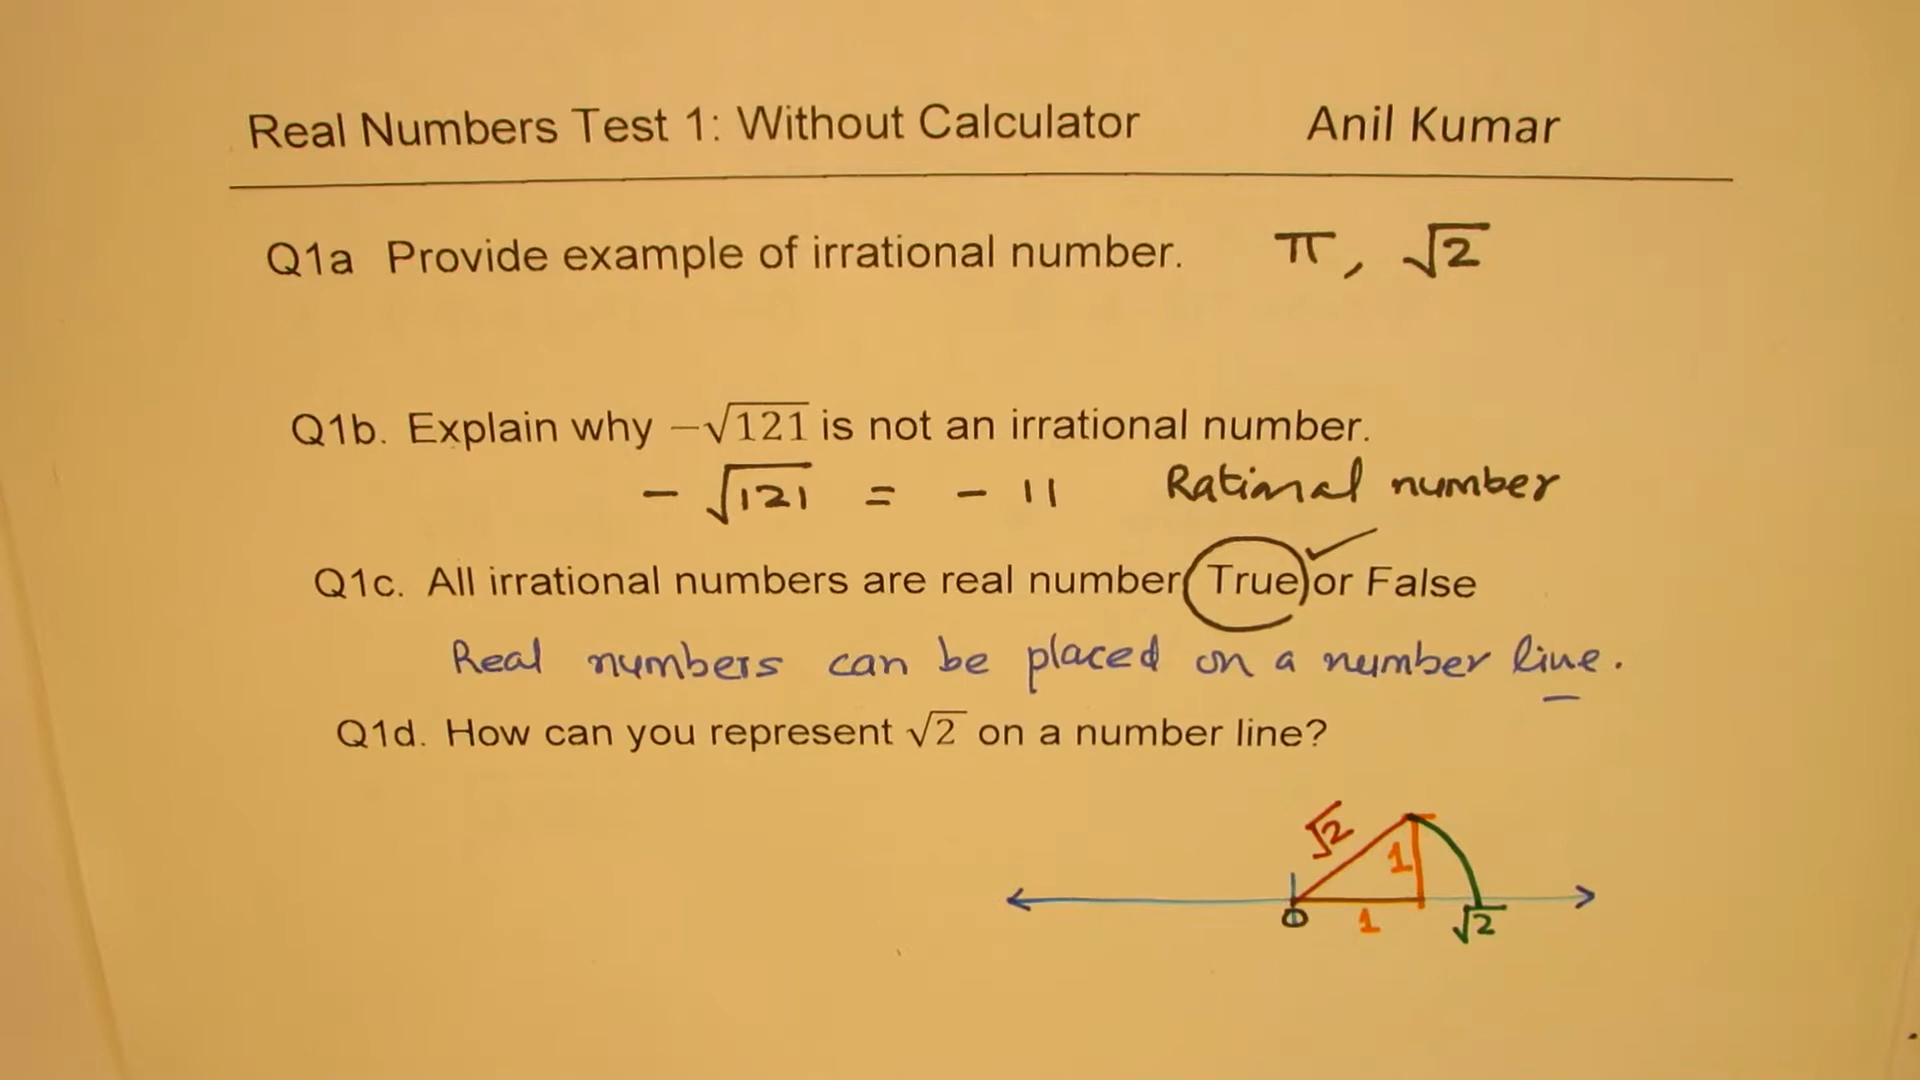 Real Numbers Test 1: Without Calculator Anil Kumar
Q1a Provide example of irrational number. π, √2
Q1b. Explain why −√121 is not an irrational number.
− √121 = − 11 Rational number
Q1c. All irrational numbers are real number True or False
Real numbers can be placed on a number line.
Q1d. How can you represent √2 on a number line?
√2
1
0 1 √2